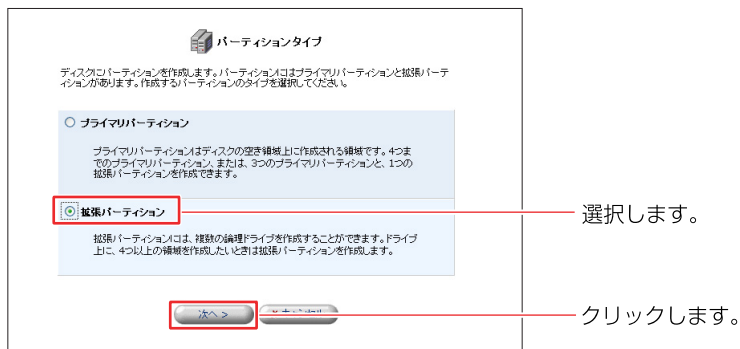 パーティションタイプ
ディスクにパーティションを作成します。パーティションにはプライマリパーティションと拡張パーテ
ィションがあります。作成するパーティションのタイプを選択してください。
プライマリパーティション
プライマリパーティションはディスクの空き領域上に作成される領域です。4つま
でのプライマリパーティション、または、3つのプライマリパーティションと、1つの
拡張パーティションを作成できます。
拡張パーティション
選択します。
拡張パーティションには、複数の論理ドライブを作成することができます。ドライブ
上に、4つ以上の領域を作成したいときは拡張パーティションを作成します。
次へ >
クリックします。